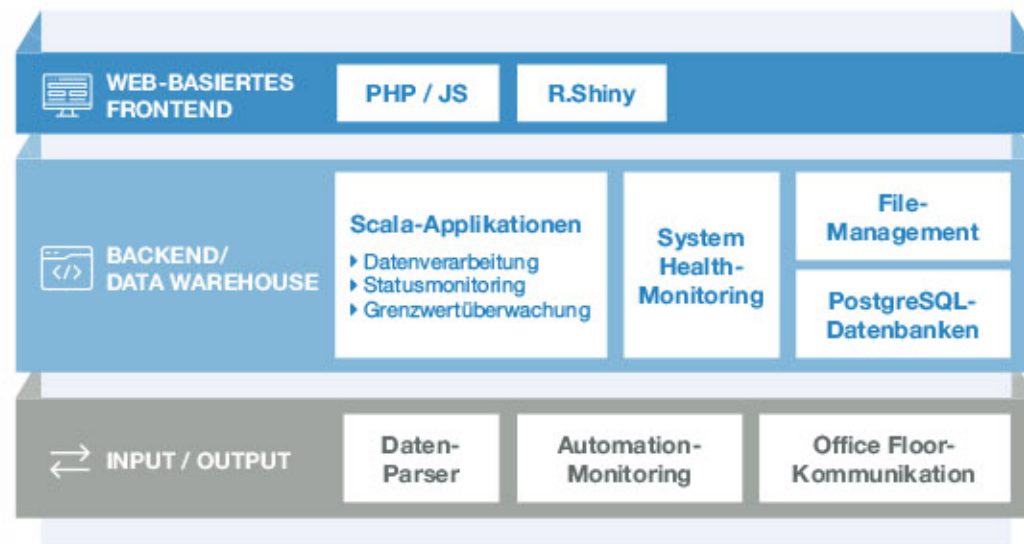 WEB-BASIERTES
FRONTEND
PHP / JS
R.Shiny
BACKEND/
DATA WAREHOUSE
Scala-Applikationen
Datenverarbeitung
Statusmonitoring
Grenzwertüberwachung
System
Health-
Monitoring
File-
Management
PostgreSQL-
Datenbanken
INPUT / OUTPUT
Daten-
Parser
Automation-
Monitoring
Office Floor-
Kommunikation